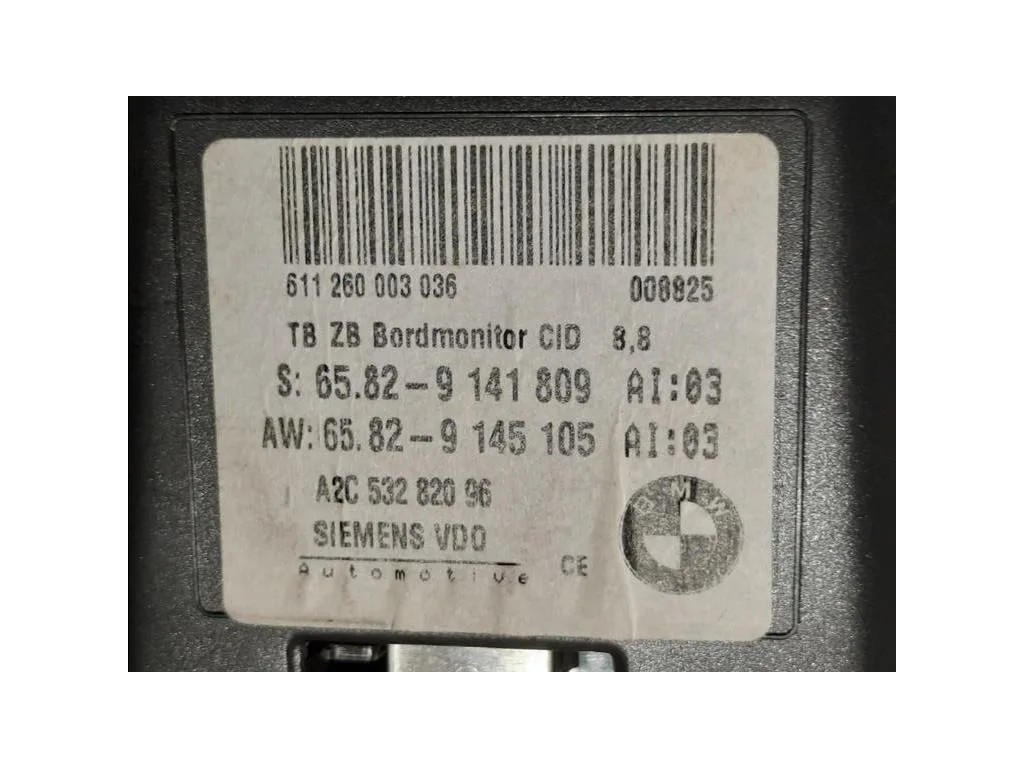 611 260 003 036 008825
TB ZB Bordmonitor CID 8,8
S: 65.82-9 141 809 AI:03
AW: 65.82-9 145 105 AI:03
A2C 532 820 96
SIEMENS VDO
Automotive
CE
BMW